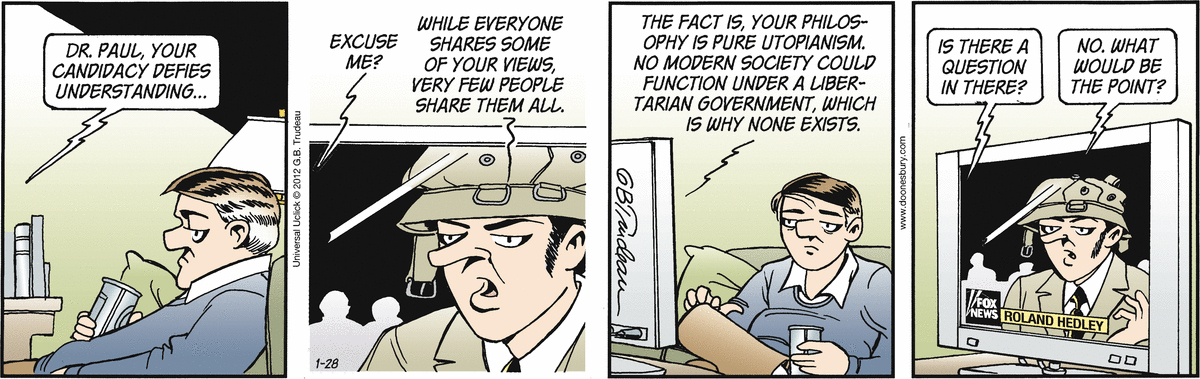 DR. PAUL, YOUR
CANDIDACY DEFIES
UNDERSTANDING...
Universal Uclick © 2012 G.B. Trudeau
EXCUSE
ME?
WHILE EVERYONE
SHARES SOME
OF YOUR VIEWS,
VERY FEW PEOPLE
SHARE THEM ALL.
1-28
THE FACT IS, YOUR PHILOS-
OPHY IS PURE UTOPIANISM.
NO MODERN SOCIETY COULD
FUNCTION UNDER A LIBER-
TARIAN GOVERNMENT, WHICH
IS WHY NONE EXISTS.
GBTrudeau
www.doonesbury.com
IS THERE A
QUESTION
IN THERE?
NO. WHAT
WOULD BE
THE POINT?
FOX
NEWS
ROLAND HEDLEY